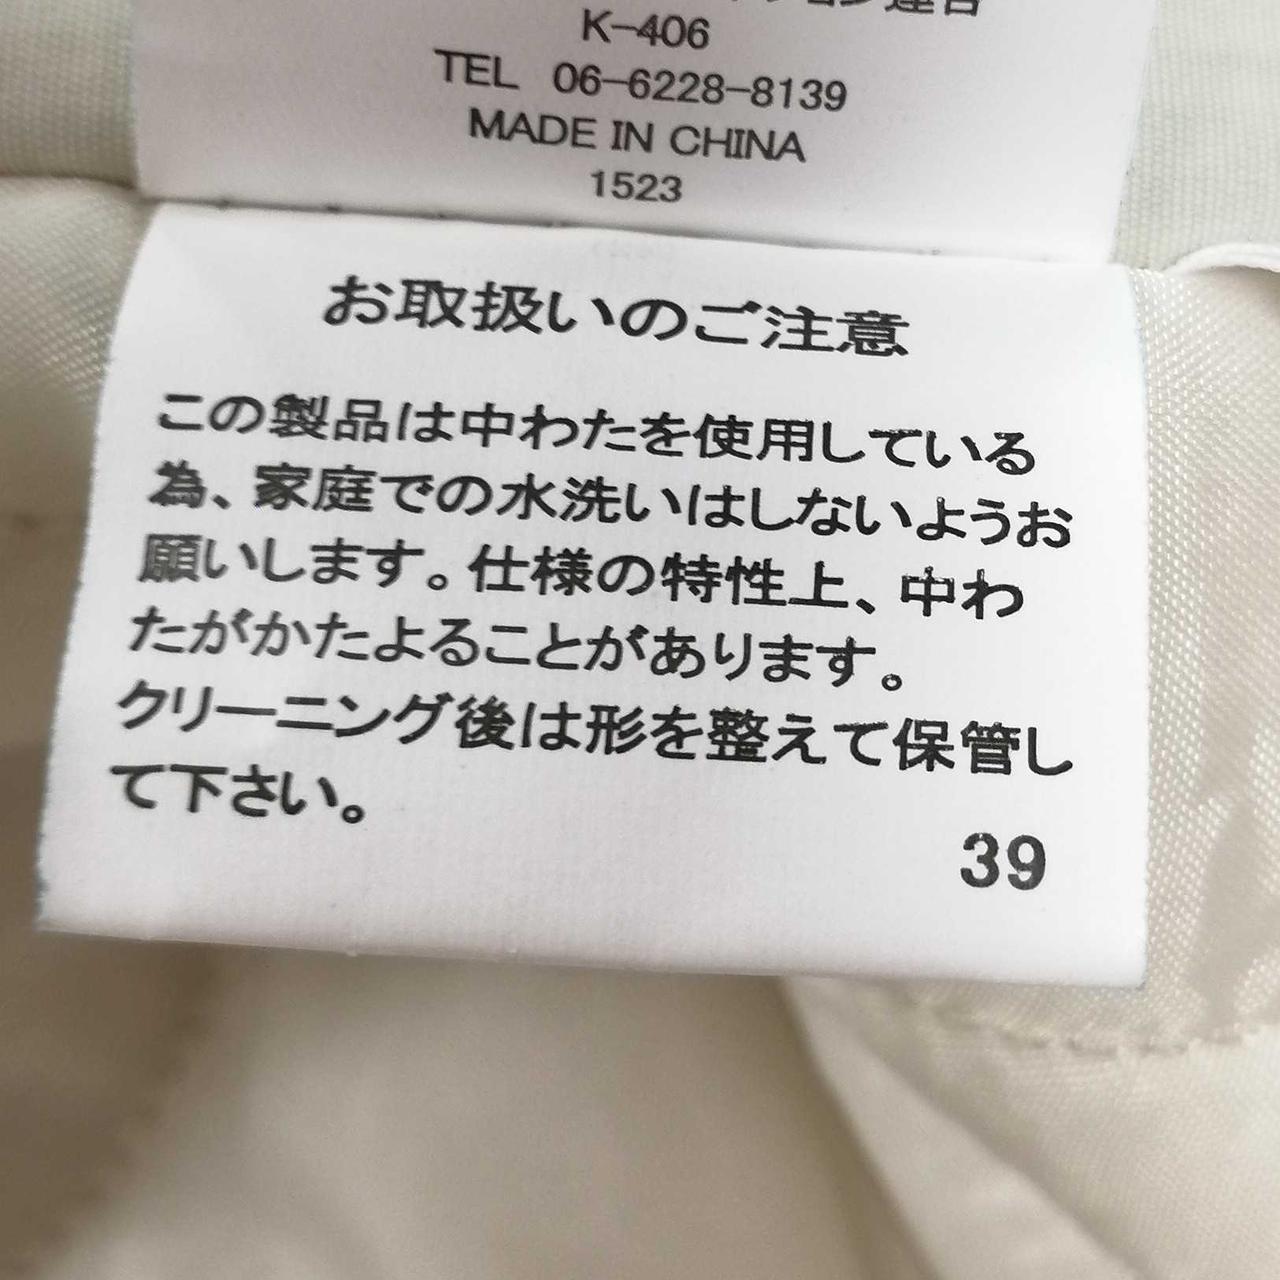 K-406
TEL 06-6228-8139
MADE IN CHINA
1523
お取扱いのご注意
この製品は中わたを使用している
為、家庭での水洗いはしないようお
願いします。仕様の特性上、中わ
たがかたよることがあります。
クリーニング後は形を整えて保管し
て下さい。
39